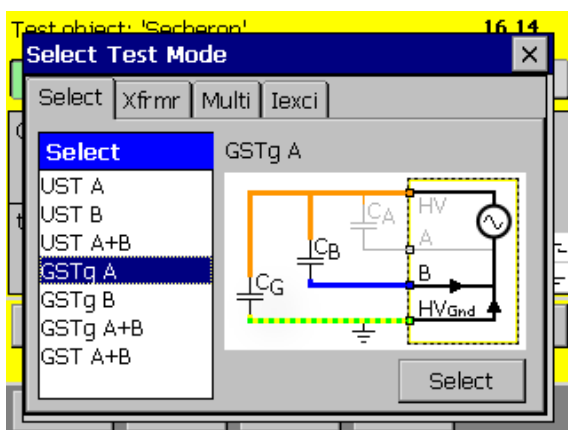 Test object: 'Secheron'
16 14
Select Test Mode
Select Xfrmr Multi Iexci
Select
UST A
UST B
UST A+B
GSTg A
GSTg B
GSTg A+B
GST A+B
GSTg A
HV
CA
A
CB
B
CG
HVGnd
Select